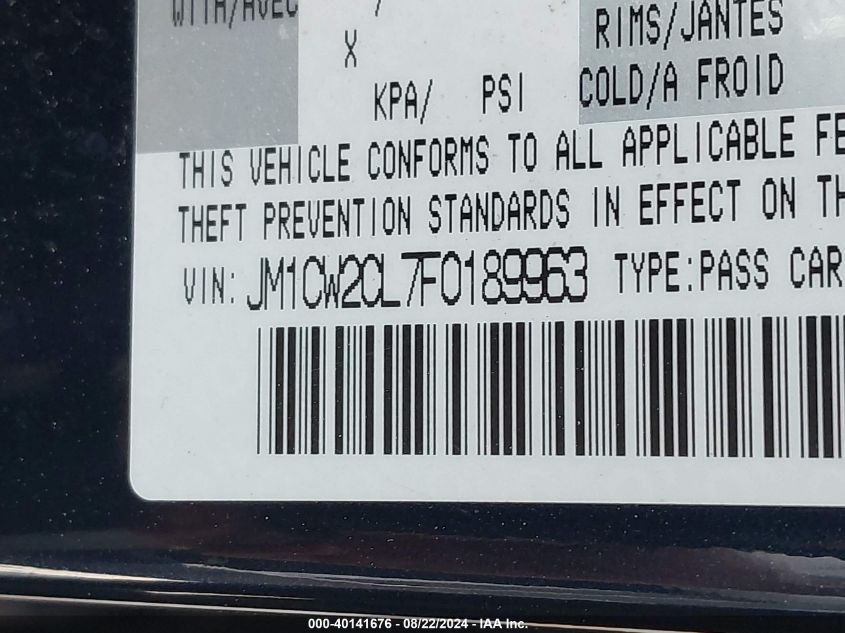 WITH/AVEC /
RIMS/JANTES
X
KPA/ PSI COLD/A FROID
THIS VEHICLE CONFORMS TO ALL APPLICABLE FE
THEFT PREVENTION STANDARDS IN EFFECT ON TH
VIN: JM1CW2CL7F0189963 TYPE:PASS CAR
000-40141676 - 08/22/2024 - IAA Inc.